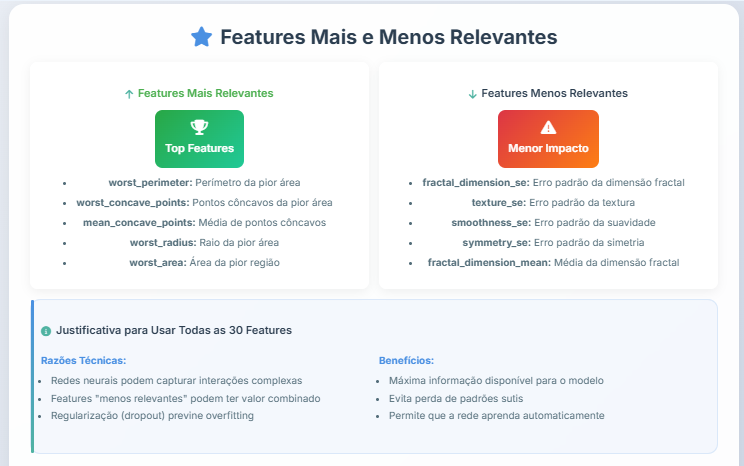 Features Mais e Menos Relevantes
Features Mais Relevantes
Top Features
worst_perimeter: Perímetro da pior área
worst_concave_points: Pontos côncavos da pior área
mean_concave_points: Média de pontos côncavos
worst_radius: Raio da pior área
worst_area: Área da pior região
Features Menos Relevantes
Menor Impacto
fractal_dimension_se: Erro padrão da dimensão fractal
texture_se: Erro padrão da textura
smoothness_se: Erro padrão da suavidade
symmetry_se: Erro padrão da simetria
fractal_dimension_mean: Média da dimensão fractal
Justificativa para Usar Todas as 30 Features
Razões Técnicas:
Redes neurais podem capturar interações complexas
Features "menos relevantes" podem ter valor combinado
Regularização (dropout) previne overfitting
Benefícios:
Máxima informação disponível para o modelo
Evita perda de padrões sutis
Permite que a rede aprenda automaticamente